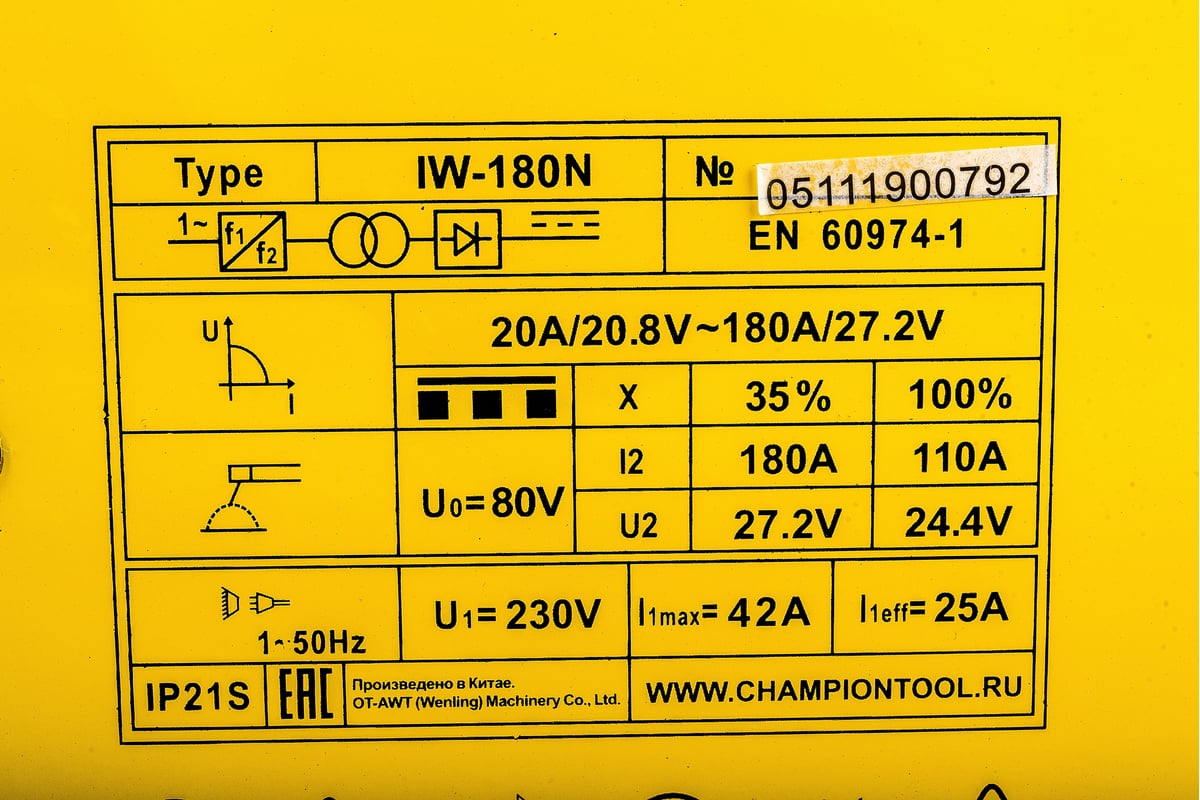 Type IW-180N № 05111900792
1~ f1 f2 EN 60974-1
U 20A/20.8V~180A/27.2V
I X 35% 100%
I2 180A 110A
U0=80V
U2 27.2V 24.4V
U1=230V I1max=42A I1eff=25A
1~50Hz
IP21S EAC Произведено в Китае. WWW.CHAMPIONTOOL.RU
OT-AWT (Wenling) Machinery Co., Ltd.